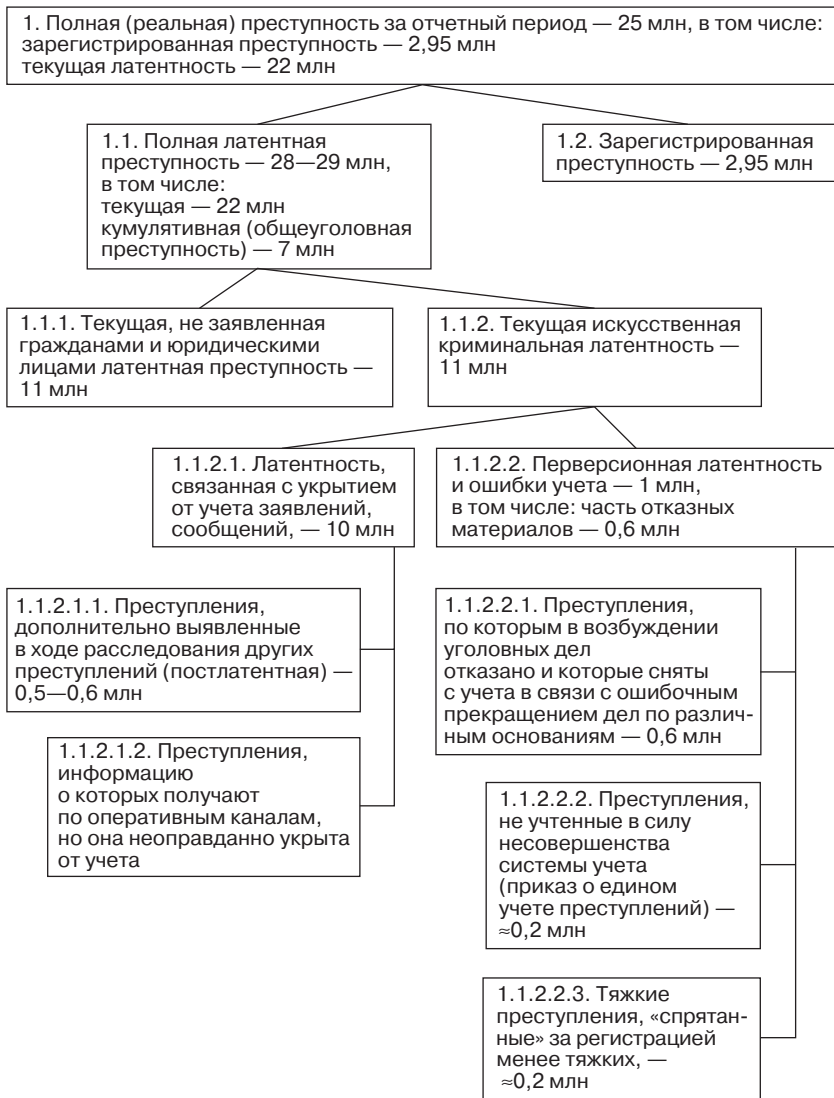 1. Полная (реальная) преступность за отчетный период — 25 млн, в том числе:
зарегистрированная преступность — 2,95 млн
текущая латентность — 22 млн
1.1. Полная латентная
преступность — 28—29 млн,
в том числе:
текущая — 22 млн
кумулятивная (общеуголовная
преступность) — 7 млн
1.2. Зарегистрированная
преступность — 2,95 млн
1.1.1. Текущая, не заявленная
гражданами и юридическими
лицами латентная преступность —
11 млн
1.1.2. Текущая искусственная
криминальная латентность —
11 млн
1.1.2.1. Латентность,
связанная с укрытием
от учета заявлений,
сообщений, — 10 млн
1.1.2.2. Перверсионная латентность
и ошибки учета — 1 млн,
в том числе: часть отказных
материалов — 0,6 млн
1.1.2.1.1. Преступления,
дополнительно выявленные
в ходе расследования других
преступлений (постлатентная) —
0,5—0,6 млн
1.1.2.1.2. Преступления,
информацию
о которых получают
по оперативным каналам,
но она неоправданно укрыта
от учета
1.1.2.2.1. Преступления,
по которым в возбуждении
уголовных дел
отказано и которые сняты
с учета в связи с ошибочным
прекращением дел по различ-
ным основаниям — 0,6 млн
1.1.2.2.2. Преступления,
не учтенные в силу
несовершенства
системы учета
(приказ о едином
учете преступлений) —
≈0,2 млн
1.1.2.2.3. Тяжкие
преступления, «спрятан-
ные» за регистрацией
менее тяжких, —
≈0,2 млн